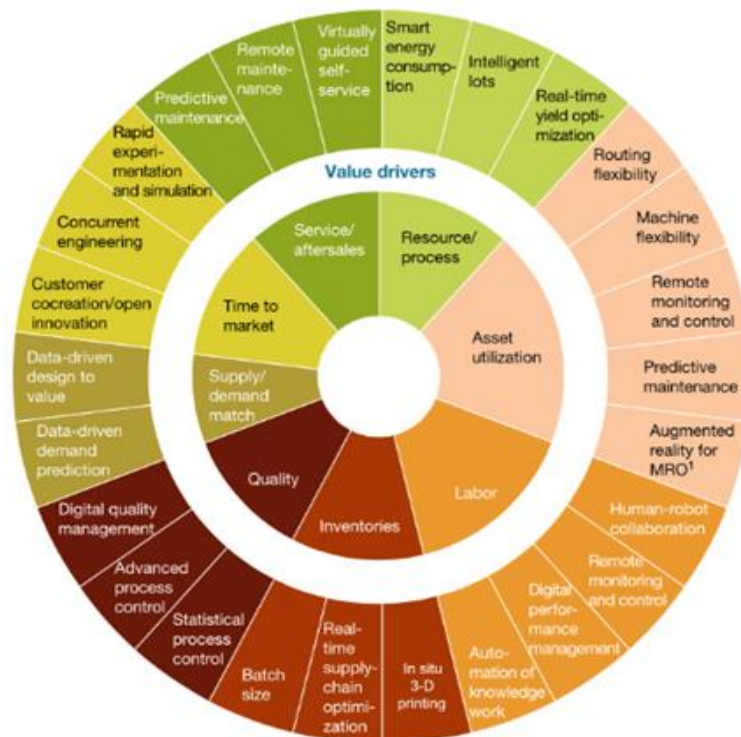 Smart
energy
consump-
tion
Intelligent
lots
Real-time
yield opti-
mization
Routing
flexibility
Machine
flexibility
Remote
monitoring
and control
Predictive
maintenance
Augmented
reality for
MRO¹
Human-robot
collaboration
Remote
monitoring
and control
Digital
perfor-
mance
management
Auto-
mation of
knowledge
work
In situ
3-D
printing
Real-
time
supply-
chain
optimi-
zation
Batch
size
Statistical
process
control
Advanced
process
control
Digital quality
management
Data-driven
demand
prediction
Data-driven
design to
value
Customer
cocreation/open
innovation
Concurrent
engineering
Rapid
experi-
mentation
and simulation
Predictive
maintenance
Remote
mainte-
nance
Virtually
guided
self-
service
Value drivers
Resource/
process
Asset
utilization
Labor
Inventories
Quality
Supply/
demand
match
Time to
market
Service/
aftersales